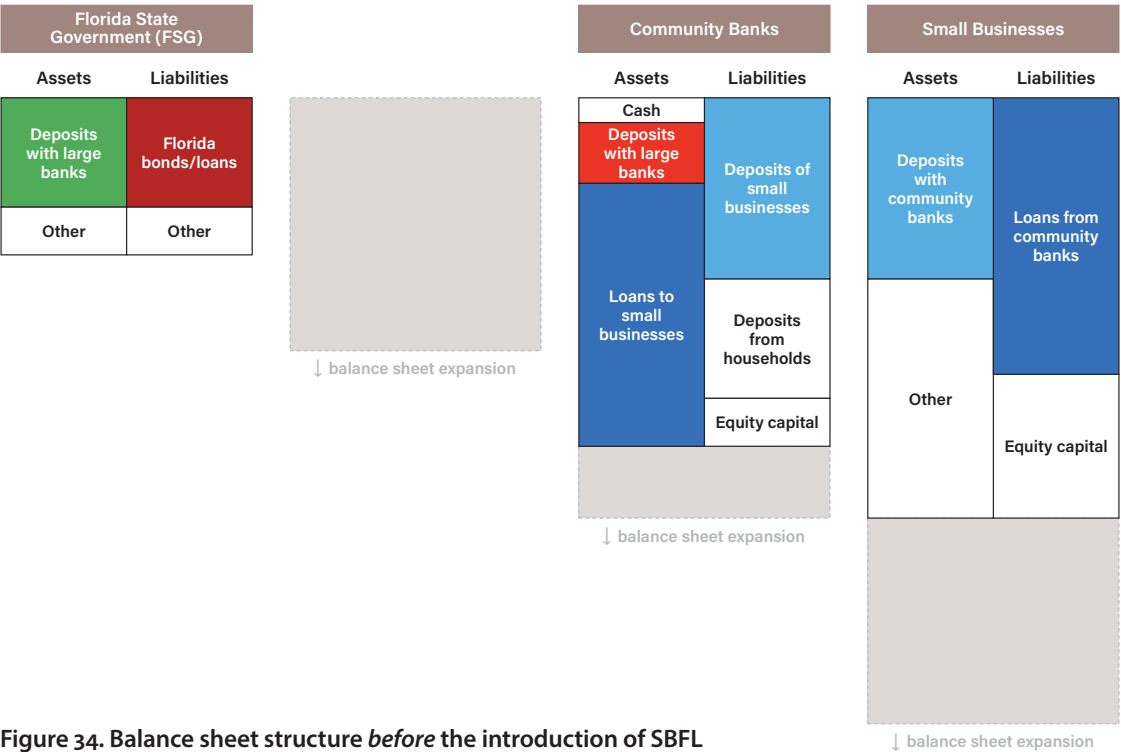 Florida State
Government (FSG)
Assets
Liabilities
Deposits
with large
banks
Florida
bonds/loans
Other
Other
↓ balance sheet expansion
Community Banks
Assets
Liabilities
Cash
Deposits
with large
banks
Loans to
small
businesses
Deposits of
small
businesses
Deposits
from
households
Equity capital
↓ balance sheet expansion
Small Businesses
Assets
Liabilities
Deposits
with
community
banks
Other
Loans from
community
banks
Equity capital
↓ balance sheet expansion
Figure 34. Balance sheet structure before the introduction of SBFL